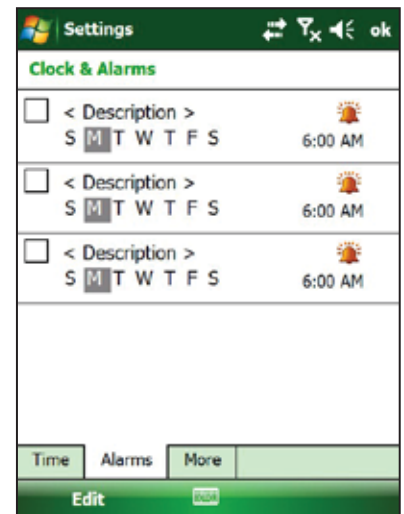 Settings ok
Clock & Alarms
< Description >
S M T W T F S 6:00 AM
< Description >
S M T W T F S 6:00 AM
< Description >
S M T W T F S 6:00 AM
Time Alarms More
Edit